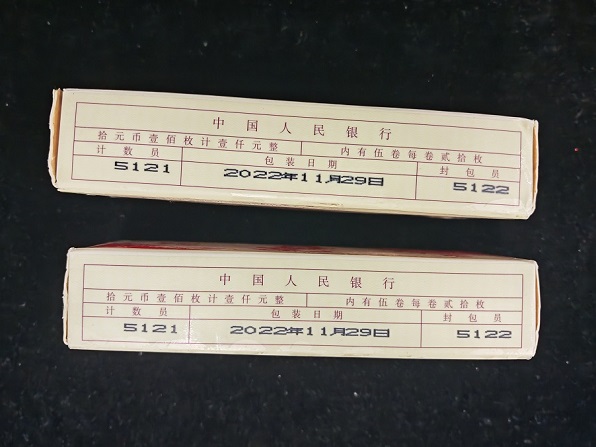 中国人民银行
拾元币壹佰枚计壹仟元整 内有伍卷每卷贰拾枚
计数员 包装日期 封包员
5121 2022年11月29日 5122
中国人民银行
拾元币壹佰枚计壹仟元整 内有伍卷每卷贰拾枚
计数员 包装日期 封包员
5121 2022年11月29日 5122